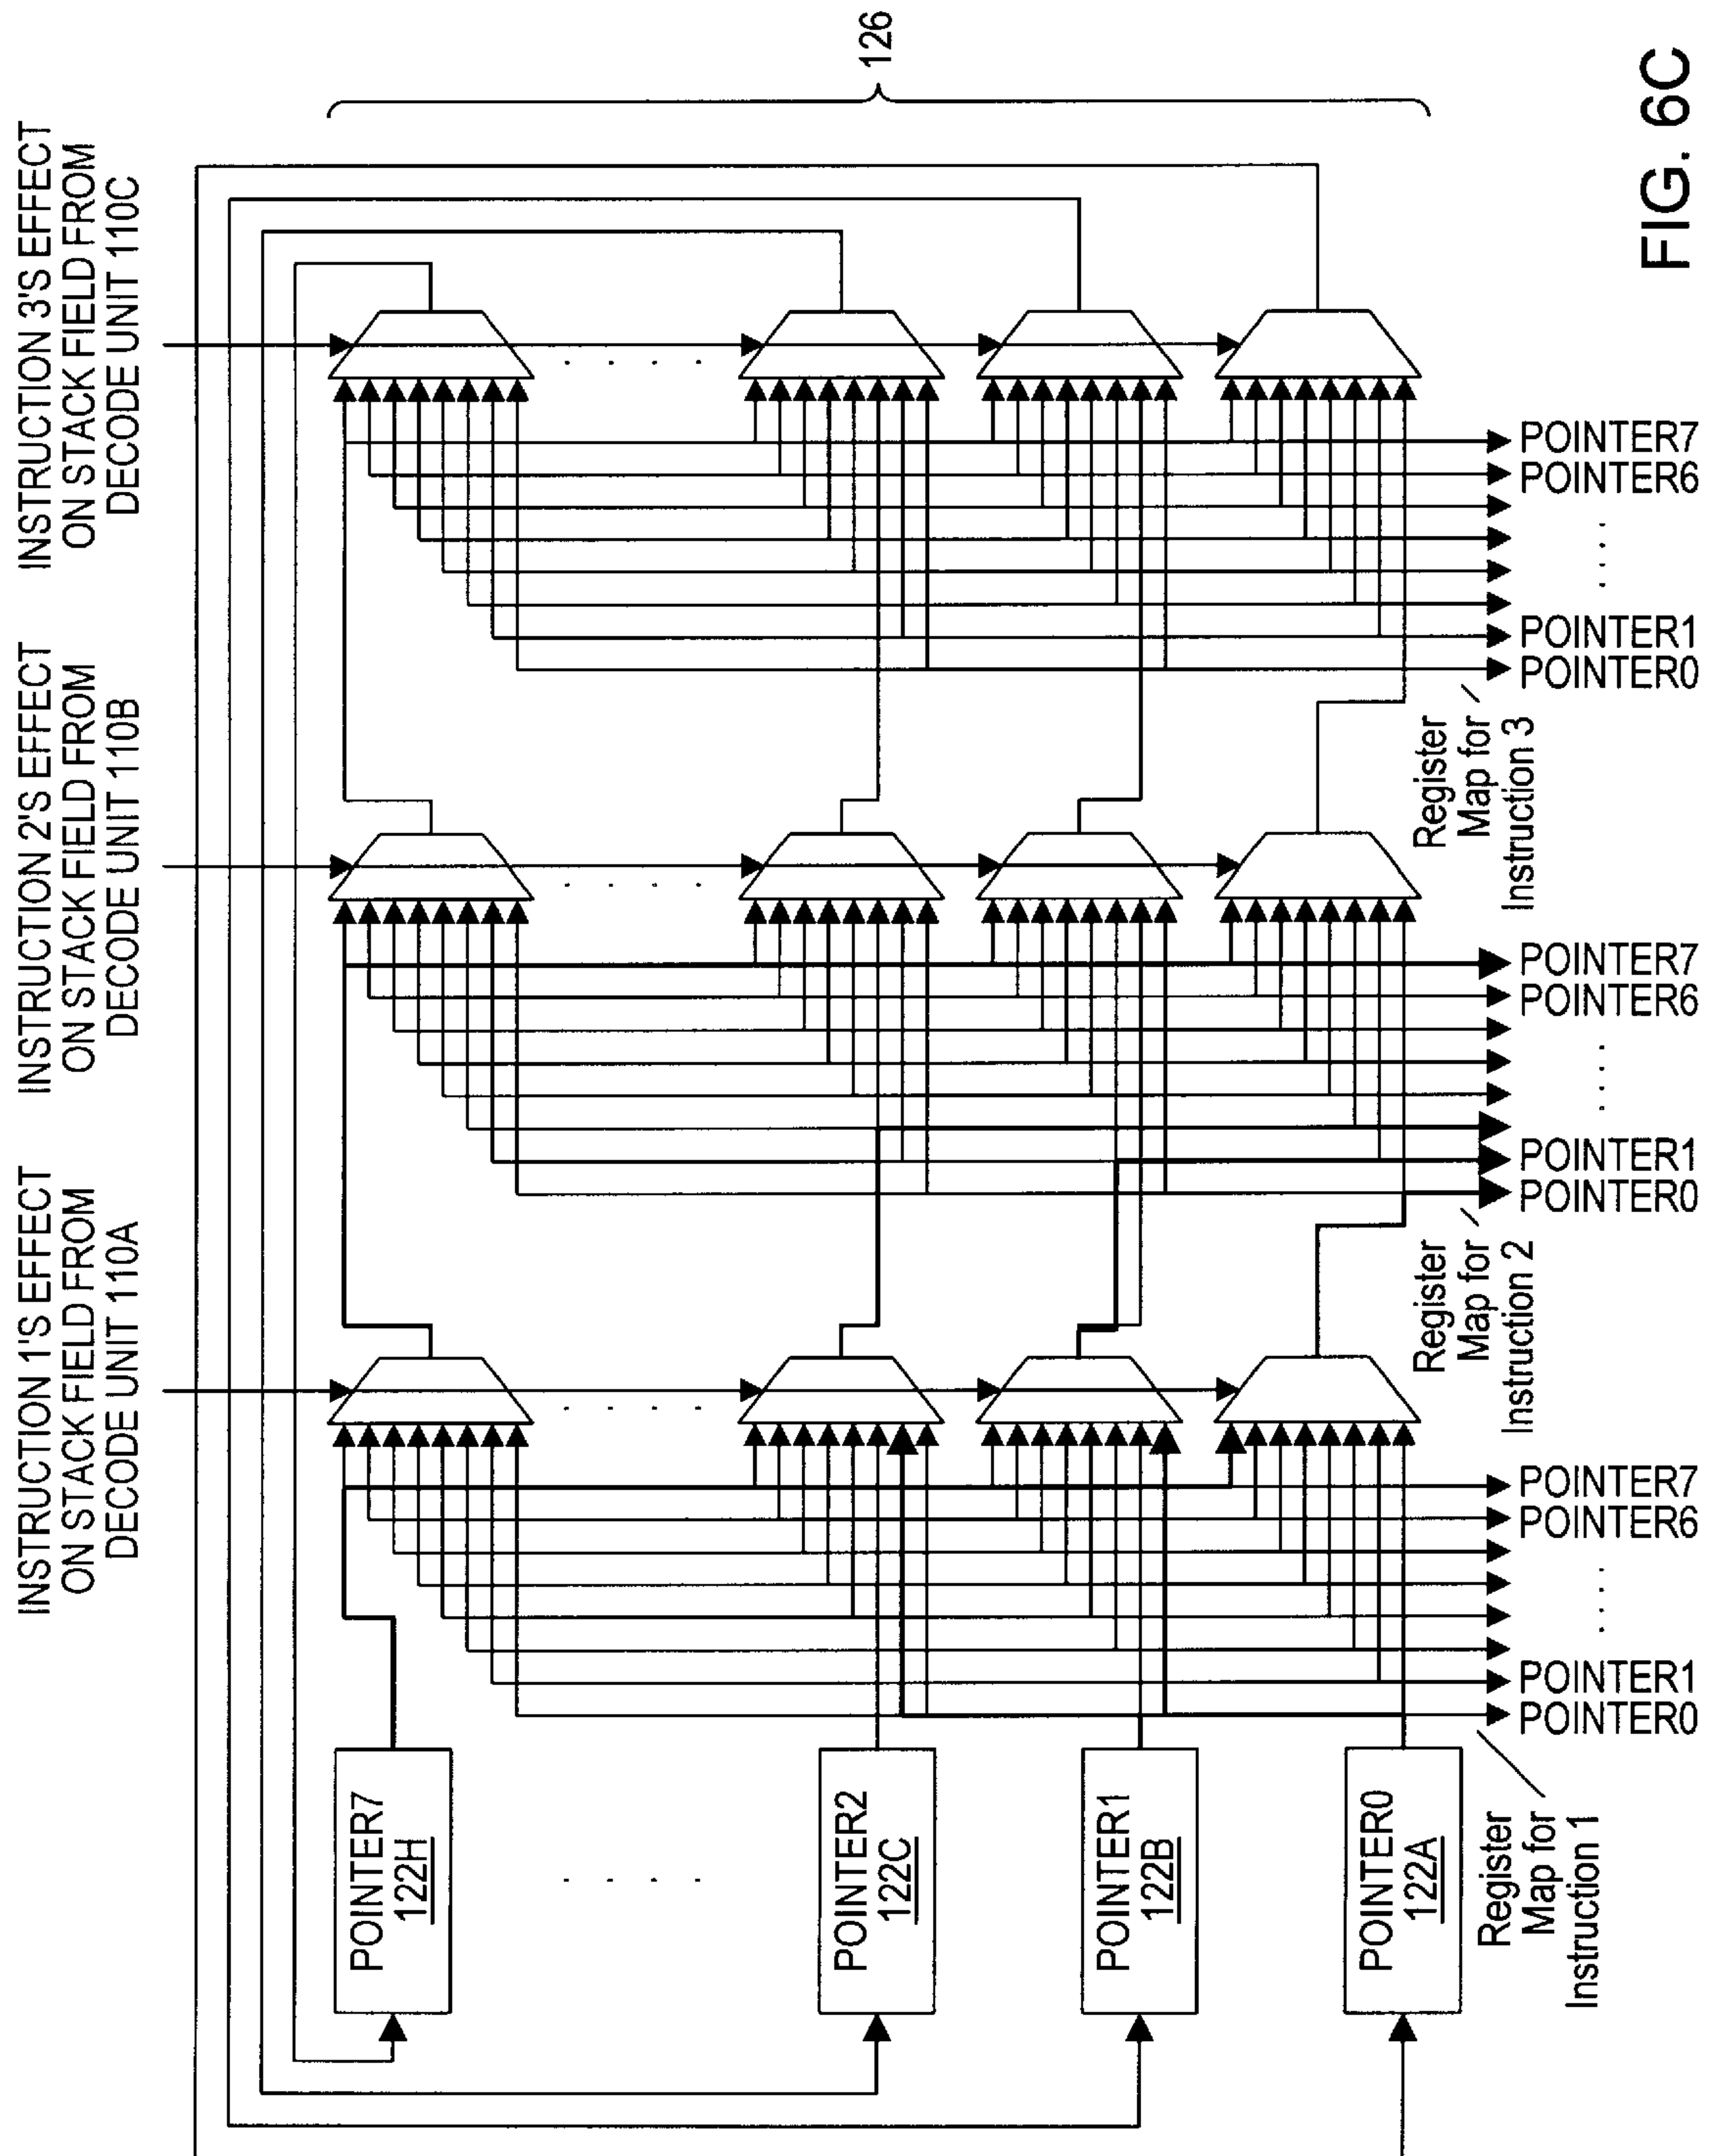 INSTRUCTION 1'S EFFECT
ON STACK FIELD FROM
DECODE UNIT 110A
INSTRUCTION 2'S EFFECT
ON STACK FIELD FROM
DECODE UNIT 110B
INSTRUCTION 3'S EFFECT
ON STACK FIELD FROM
DECODE UNIT 110C
126
POINTER7
122H
POINTER2
122C
POINTER1
122B
POINTER0
122A
Register
Map for
Instruction 1
POINTER0
POINTER1
POINTER6
POINTER7
Register
Map for
Instruction 2
POINTER0
POINTER1
POINTER6
POINTER7
Register
Map for
Instruction 3
POINTER0
POINTER1
POINTER6
POINTER7
FIG. 6C